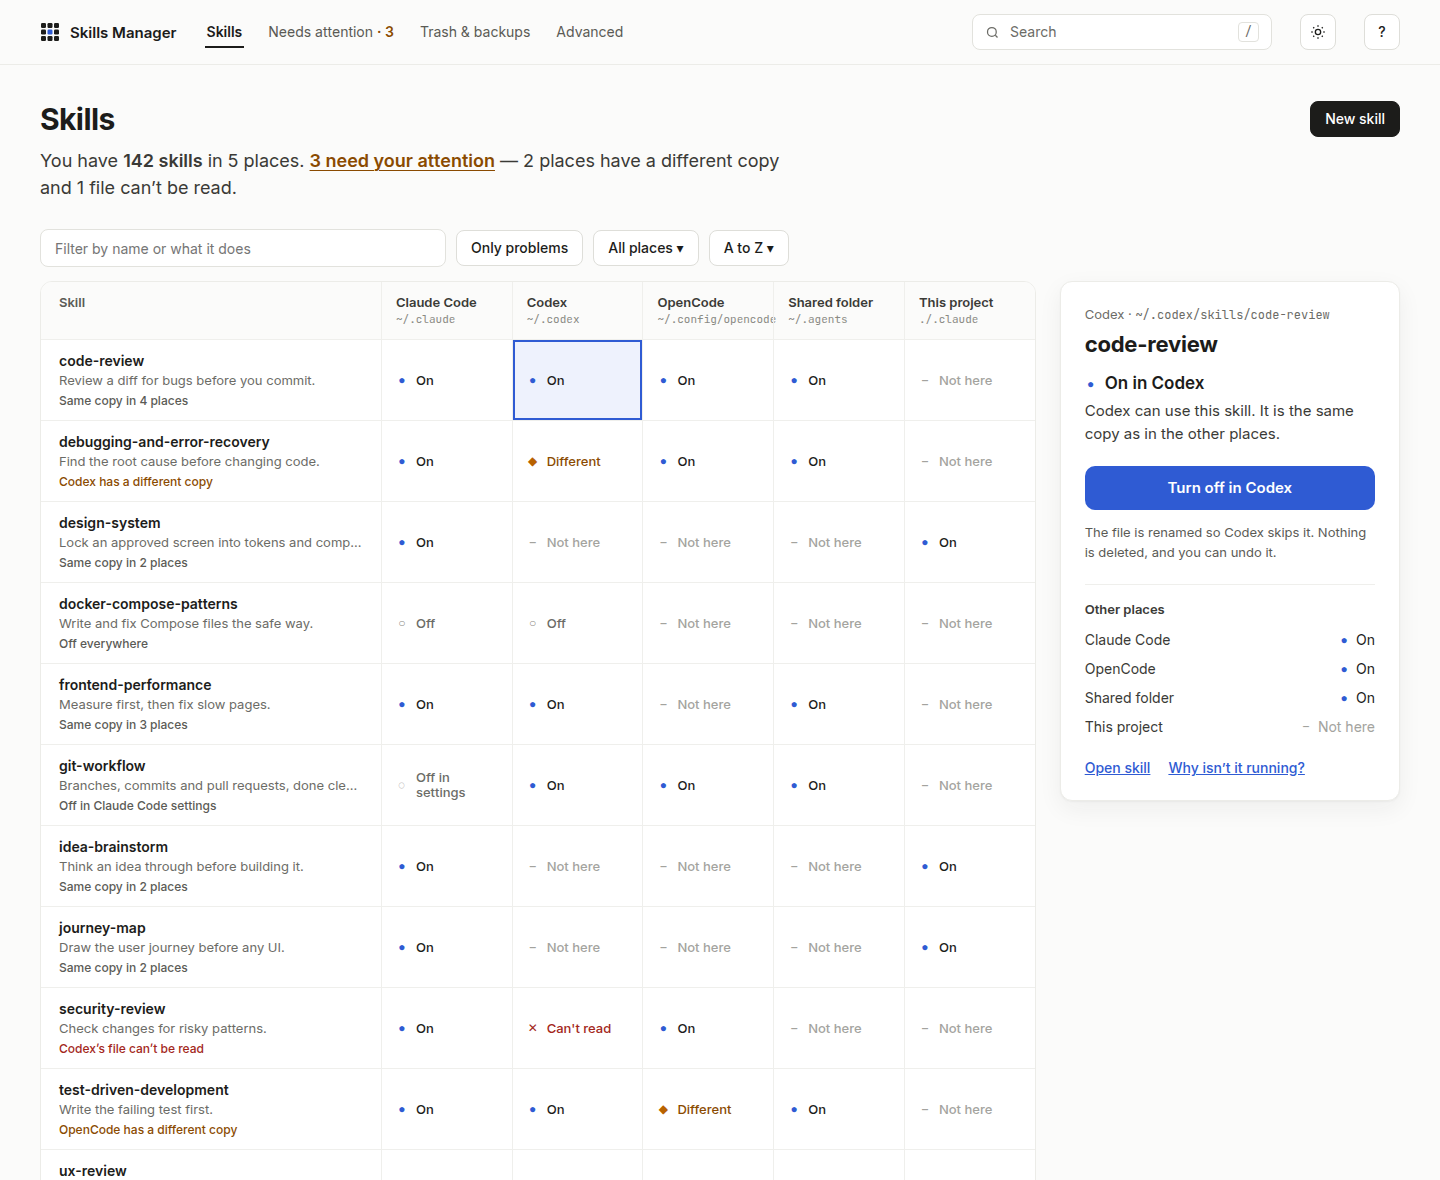 Skills Manager
Skills
Needs attention · 3
Trash & backups
Advanced
Search
/
?
Skills
New skill
You have 142 skills in 5 places. 3 need your attention — 2 places have a different copy
and 1 file can’t be read.
Filter by name or what it does
Only problems
All places ▾
A to Z ▾
Skill
Claude Code
~/.claude
Codex
~/.codex
OpenCode
~/.config/opencode
Shared folder
~/.agents
This project
./.claude
code-review
Review a diff for bugs before you commit.
Same copy in 4 places
● On
● On
● On
● On
– Not here
debugging-and-error-recovery
Find the root cause before changing code.
Codex has a different copy
● On
◆ Different
● On
● On
– Not here
design-system
Lock an approved screen into tokens and comp…
Same copy in 2 places
● On
– Not here
– Not here
– Not here
● On
docker-compose-patterns
Write and fix Compose files the safe way.
Off everywhere
○ Off
○ Off
– Not here
– Not here
– Not here
frontend-performance
Measure first, then fix slow pages.
Same copy in 3 places
● On
● On
– Not here
● On
– Not here
git-workflow
Branches, commits and pull requests, done cle…
Off in Claude Code settings
○ Off in
settings
● On
● On
● On
– Not here
idea-brainstorm
Think an idea through before building it.
Same copy in 2 places
● On
– Not here
– Not here
– Not here
● On
journey-map
Draw the user journey before any UI.
Same copy in 2 places
● On
– Not here
– Not here
– Not here
● On
security-review
Check changes for risky patterns.
Codex’s file can’t be read
● On
✕ Can't read
● On
– Not here
– Not here
test-driven-development
Write the failing test first.
OpenCode has a different copy
● On
● On
◆ Different
● On
– Not here
ux-review
Codex · ~/.codex/skills/code-review
code-review
● On in Codex
Codex can use this skill. It is the same
copy as in the other places.
Turn off in Codex
The file is renamed so Codex skips it. Nothing
is deleted, and you can undo it.
Other places
Claude Code ● On
OpenCode ● On
Shared folder ● On
This project – Not here
Open skill
Why isn’t it running?